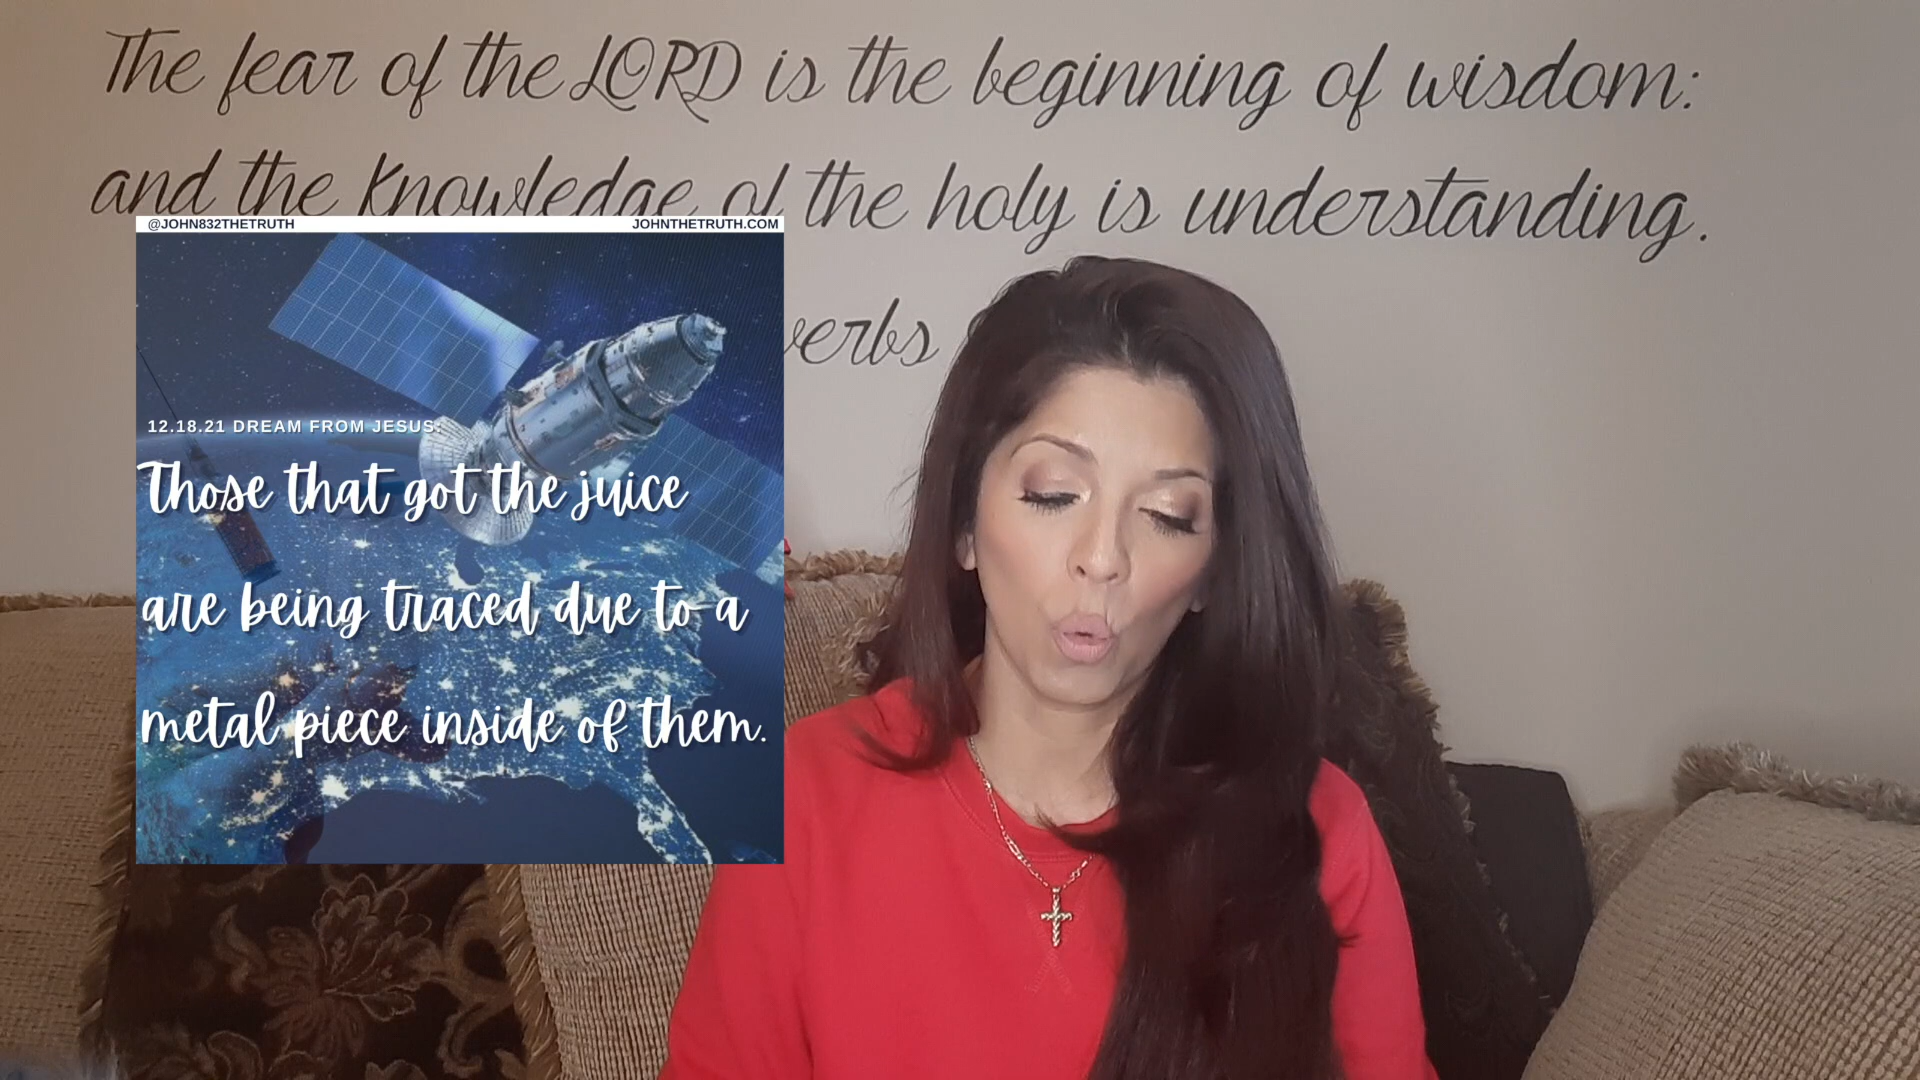 The fear of the LORD is the beginning of wisdom:
and the knowledge of the holy is understanding.
verbs
@JOHN832THETRUTH
JOHNTHETRUTH.COM
12.18.21 DREAM FROM JESUS:
Those that got the juice
are being traced due to a
metal piece inside of them.